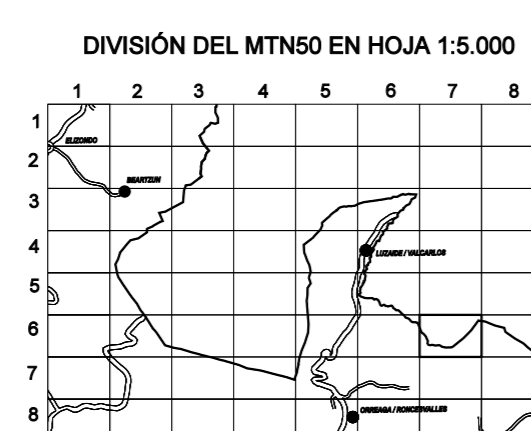 DIVISIÓN DEL MTN50 EN HOJA 1:5.000
1 2 3 4 5 6 7 8
1
ELIZONDO
2
BEARTZUN
3
4
LUZAIDE / VALCARLOS
5
6
7
8
ORREAGA / RONCESVALLES